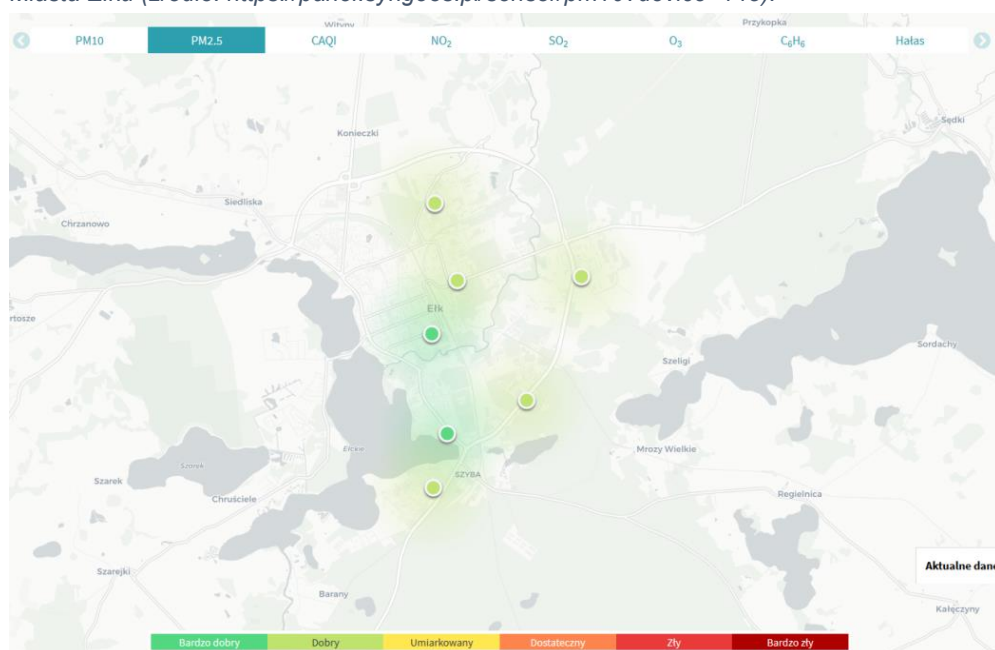 PM10 PM2.5 CAQI NO₂ SO₂ O₃ C₆H₆ Hałas
Przykopka
Sędki
Konieczki
Siedliska
Chrzanowo
Ełk
Sordachy
Szeligi
Mrozy Wielkie
SZYBA
Szarek
Chruściele
Regielnica
Szarejki
Barany
Aktualne dane
Kałęczyny
Bardzo dobry Dobry Umiarkowany Dostateczny Zły Bardzo zły